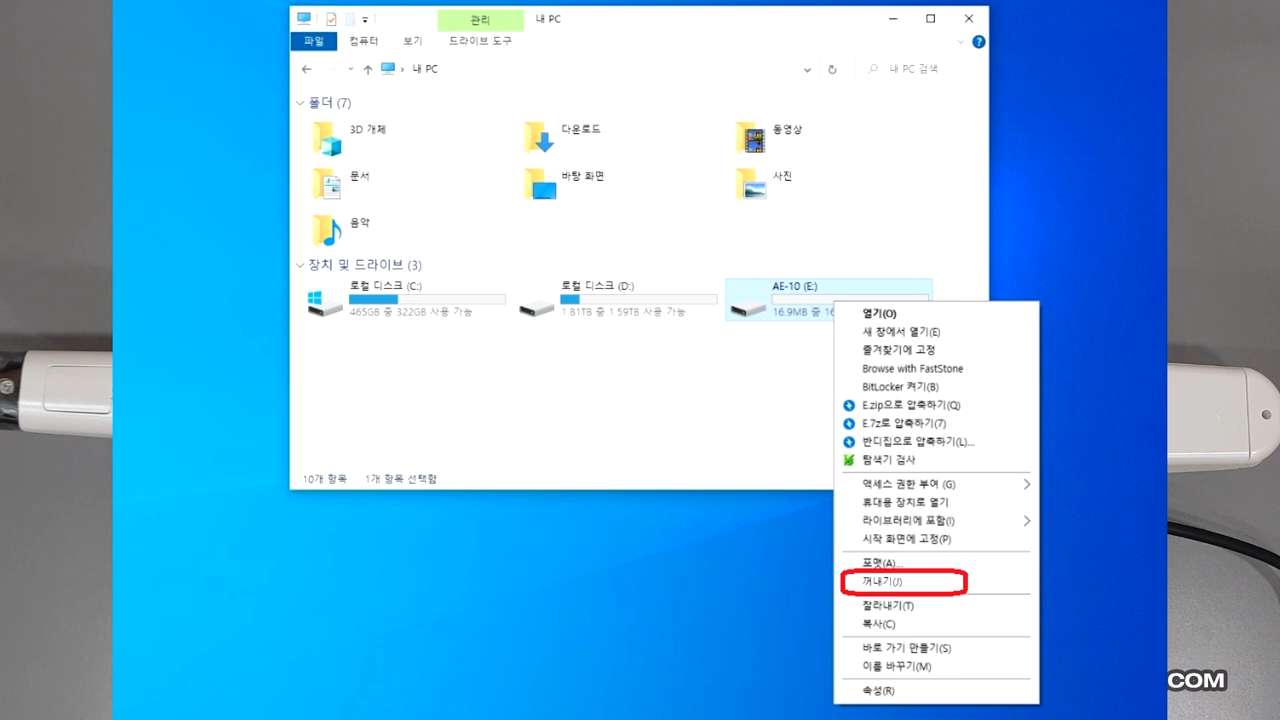 관리
내 PC
파일
컴퓨터
보기
드라이브 도구
내 PC
내 PC 검색
폴더 (7)
3D 개체
다운로드
동영상
문서
바탕 화면
사진
음악
장치 및 드라이브 (3)
로컬 디스크 (C:)
465GB 중 322GB 사용 가능
로컬 디스크 (D:)
1.81TB 중 1.59TB 사용 가능
AE-10 (E:)
16.9MB 중 16
10개 항목
1개 항목 선택함
열기(O)
새 창에서 열기(E)
즐겨찾기에 고정
Browse with FastStone
BitLocker 켜기(B)
E.zip으로 압축하기(Q)
E.7z로 압축하기(7)
반디집으로 압축하기(L)...
탐색기 검사
액세스 권한 부여 (G)
휴대용 장치로 열기
라이브러리에 포함(I)
시작 화면에 고정(P)
포맷(A)...
꺼내기(J)
잘라내기(T)
복사(C)
바로 가기 만들기(S)
이름 바꾸기(M)
속성(R)
COM